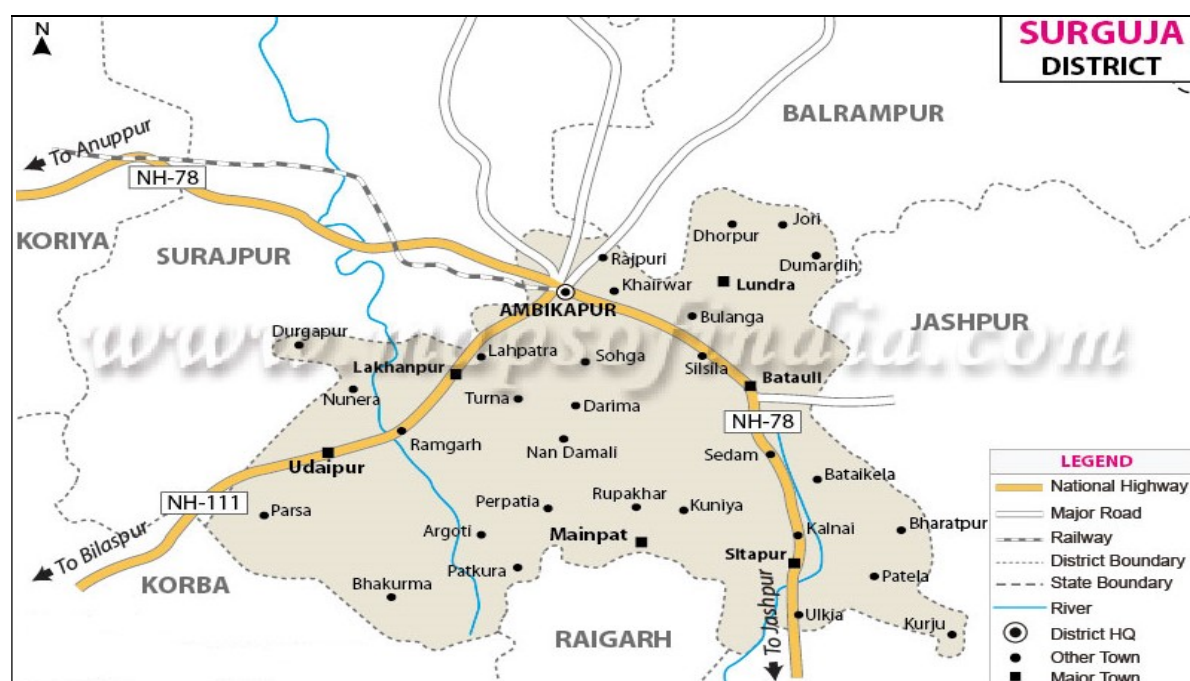 N
SURGUJA
DISTRICT
BALRAMPUR
To Anuppur
NH-78
KORIYA
SURAJPUR
Jori
Dhorpur
Rajpuri
Dumardih
Khairwar
Lundra
AMBIKAPUR
Bulanga
JASHPUR
www.mapsofindia.com
Durgapur
Lahpatra
Sohga
Silsila
Lakhanpur
Batauli
Nunera
Turna
Darima
NH-78
Ramgarh
Nan Damali
Sedam
Udaipur
Bataikela
NH-111
Perpatia
Rupakhar
Kuniya
Parsa
Argoti
Mainpat
Kalnai
Bharatpur
To Bilaspur
Sitapur
KORBA
Patkura
Patela
Bhakurma
To Jashpur
Ulkia
Kurju
RAIGARH
LEGEND
National Highway
Major Road
Railway
District Boundary
State Boundary
River
District HQ
Other Town
Major Town